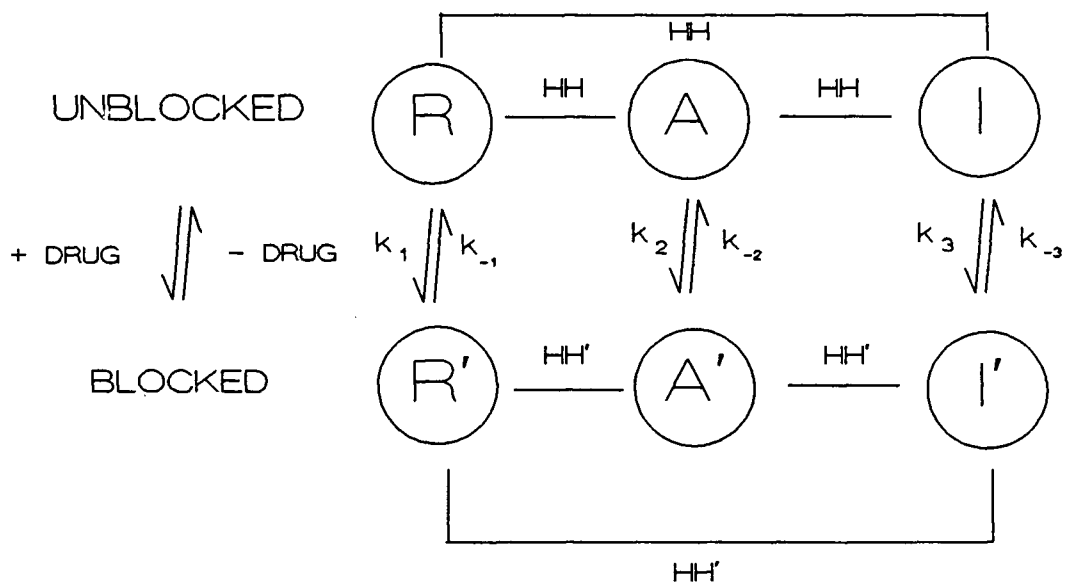 HH
UNBLOCKED R HH A HH I
+ DRUG - DRUG k1 k-1 k2 k-2 k3 k-3
BLOCKED R' HH' A' HH' I'
HH'